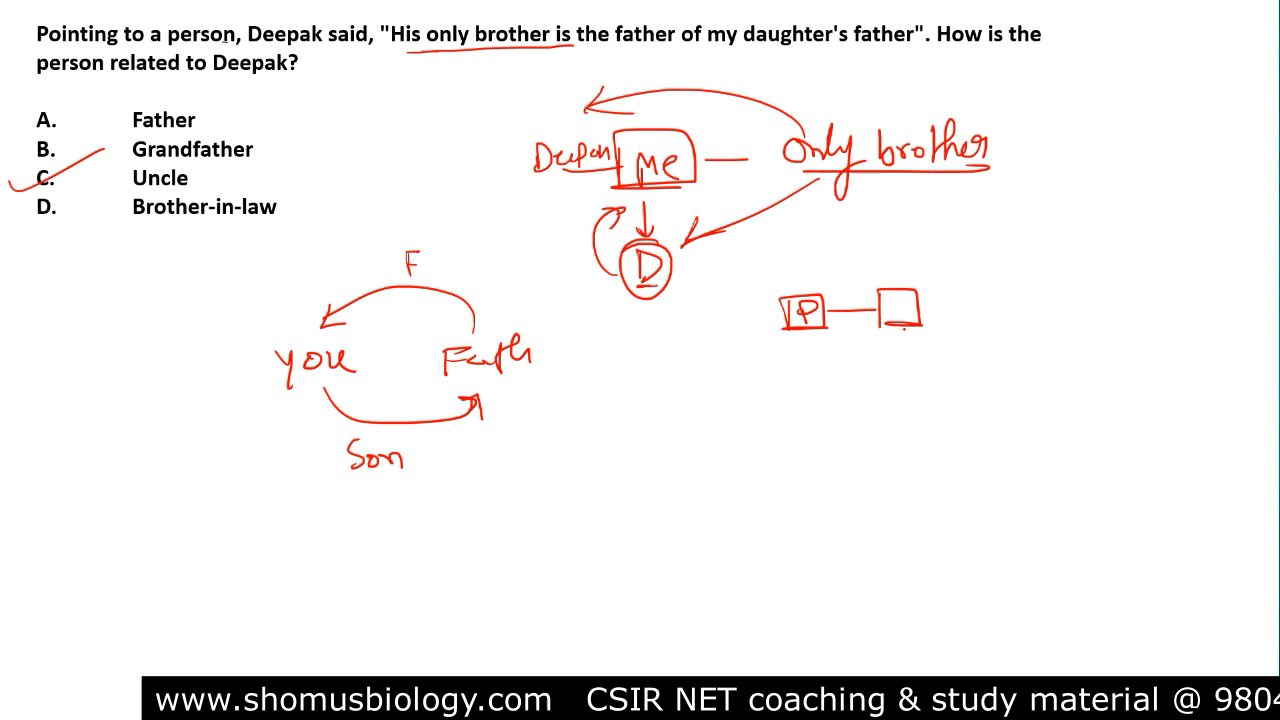 Pointing to a person, Deepak said, "His only brother is the father of my daughter's father". How is the
person related to Deepak?
A. Father
B. Grandfather
C. Uncle
D. Brother-in-law
Me
Only brother
D
F
P
you
Son
www.shomusbiology.com CSIR NET coaching & study material @ 9804